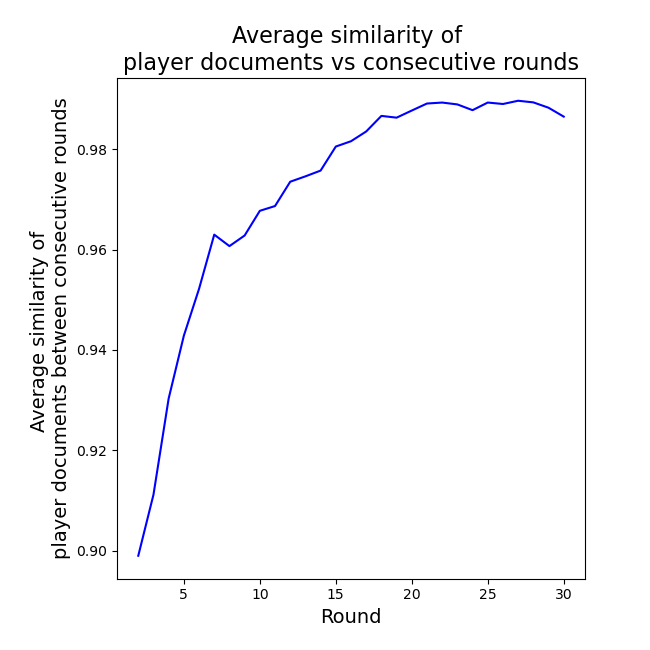 Average similarity of
player documents vs consecutive rounds
Average similarity of
player documents between consecutive rounds
0.98
0.96
0.94
0.92
0.90
5 10 15 20 25 30
Round